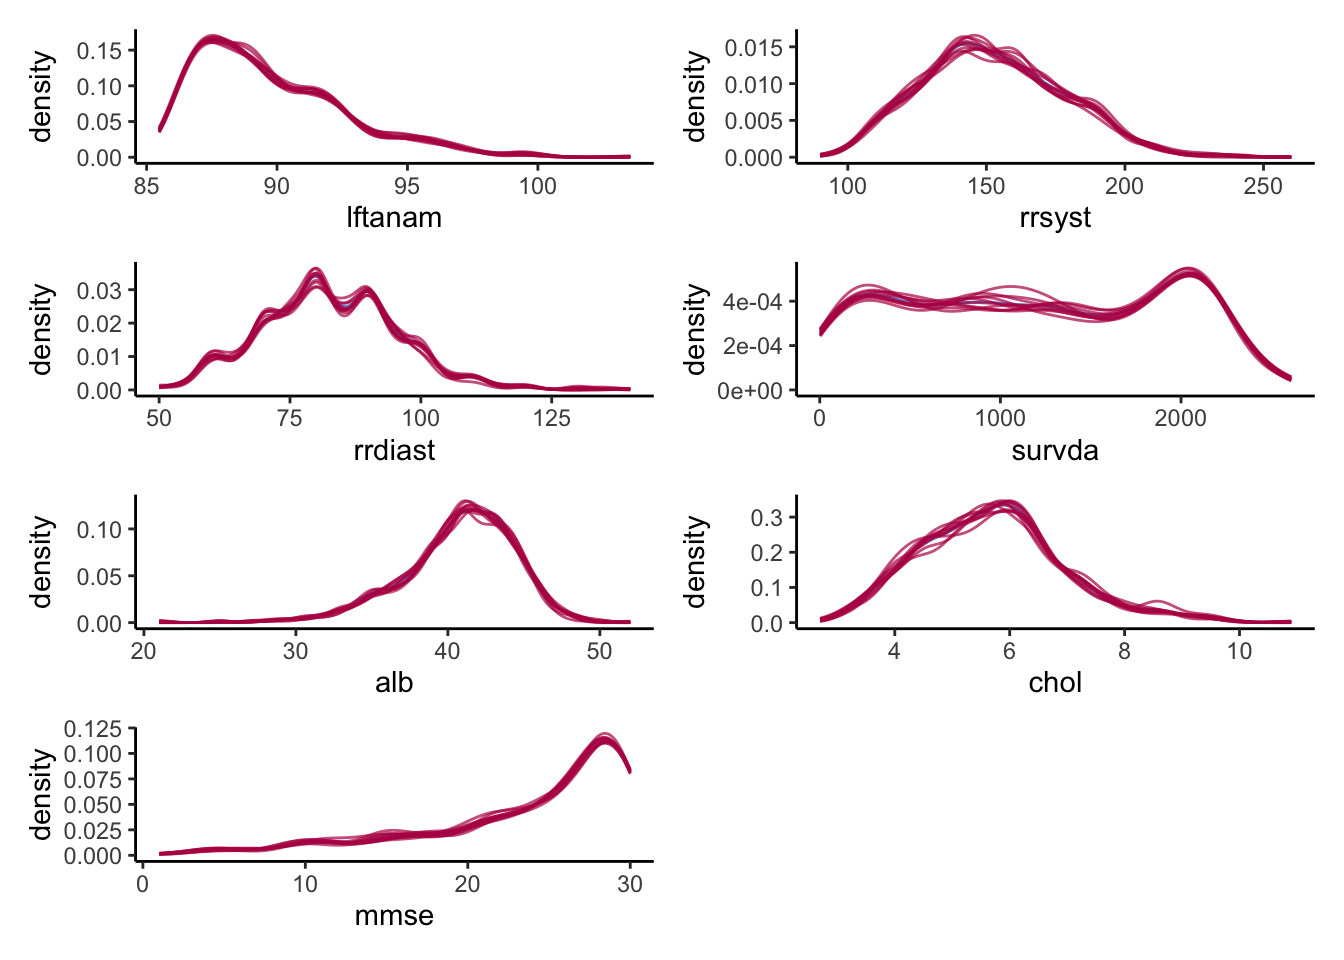 density
0.15
0.10
0.05
0.00
85 90 95 100
lftanam
density
0.015
0.010
0.005
0.000
100 150 200 250
rrsyst
density
0.03
0.02
0.01
0.00
50 75 100 125
rrdiast
density
4e-04
2e-04
0e+00
0 1000 2000
survda
density
0.10
0.05
0.00
20 30 40 50
alb
density
0.3
0.2
0.1
0.0
4 6 8 10
chol
density
0.125
0.100
0.075
0.050
0.025
0.000
0 10 20 30
mmse